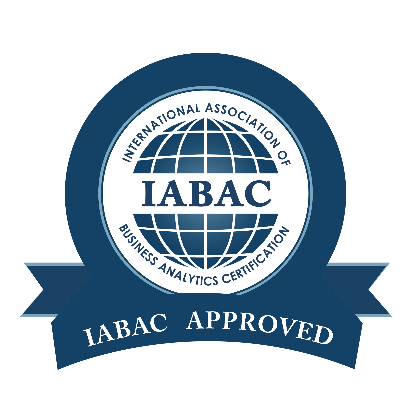 INTERNATIONAL ASSOCIATION OF
IABAC
BUSINESS ANALYTICS CERTIFICATION
IABAC APPROVED